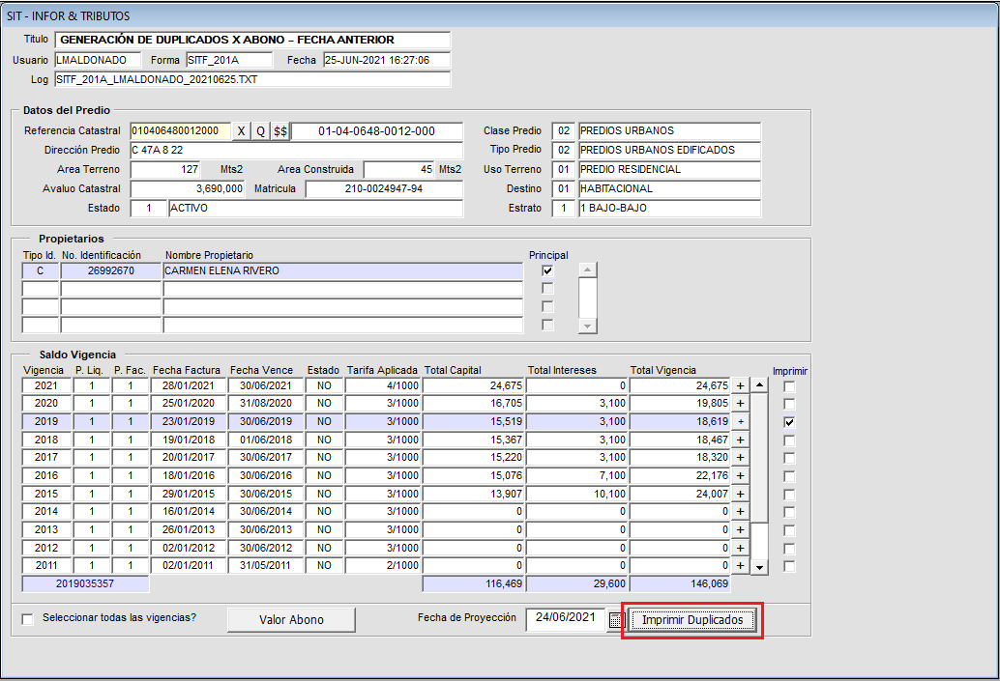 SIT - INFOR & TRIBUTOS
Titulo GENERACIÓN DE DUPLICADOS X ABONO – FECHA ANTERIOR
Usuario LMALDONADO Forma SITF_201A Fecha 25-JUN-2021 16:27:06
Log SITF_201A_LMALDONADO_20210625.TXT
Datos del Predio
Referencia Catastral 010406480012000 X Q $$ 01-04-0648-0012-000 Clase Predio 02 PREDIOS URBANOS
Dirección Predio C 47A 8 22 Tipo Predio 02 PREDIOS URBANOS EDIFICADOS
Area Terreno 127 Mts2 Area Construida 45 Mts2 Uso Terreno 01 PREDIO RESIDENCIAL
Avaluo Catastral 3,690,000 Matricula 210-0024947-94 Destino 01 HABITACIONAL
Estado 1 ACTIVO Estrato 1 1 BAJO-BAJO
Propietarios
Tipo Id. No. Identificación Nombre Propietario Principal
C 26992670 CARMEN ELENA RIVERO
Saldo Vigencia
Vigencia P. Liq. P. Fac. Fecha Factura Fecha Vence Estado Tarifa Aplicada Total Capital Total Intereses Total Vigencia Imprimir
2021 1 1 28/01/2021 30/06/2021 NO 4/1000 24,675 0 24,675 +
2020 1 1 25/01/2020 31/08/2020 NO 3/1000 16,705 3,100 19,805 +
2019 1 1 23/01/2019 30/06/2019 NO 3/1000 15,519 3,100 18,619 +
2018 1 1 19/01/2018 01/06/2018 NO 3/1000 15,367 3,100 18,467 +
2017 1 1 20/01/2017 30/06/2017 NO 3/1000 15,220 3,100 18,320 +
2016 1 1 18/01/2016 30/06/2016 NO 3/1000 15,076 7,100 22,176 +
2015 1 1 29/01/2015 30/06/2015 NO 3/1000 13,907 10,100 24,007 +
2014 1 1 16/01/2014 30/06/2014 NO 3/1000 0 0 0 +
2013 1 1 26/01/2013 30/06/2013 NO 3/1000 0 0 0 +
2012 1 1 02/01/2012 30/06/2012 NO 3/1000 0 0 0 +
2011 1 1 02/01/2011 31/05/2011 NO 2/1000 0 0 0 +
2019035357 116,469 29,600 146,069
Seleccionar todas las vigencias? Valor Abono Fecha de Proyección 24/06/2021 Imprimir Duplicados